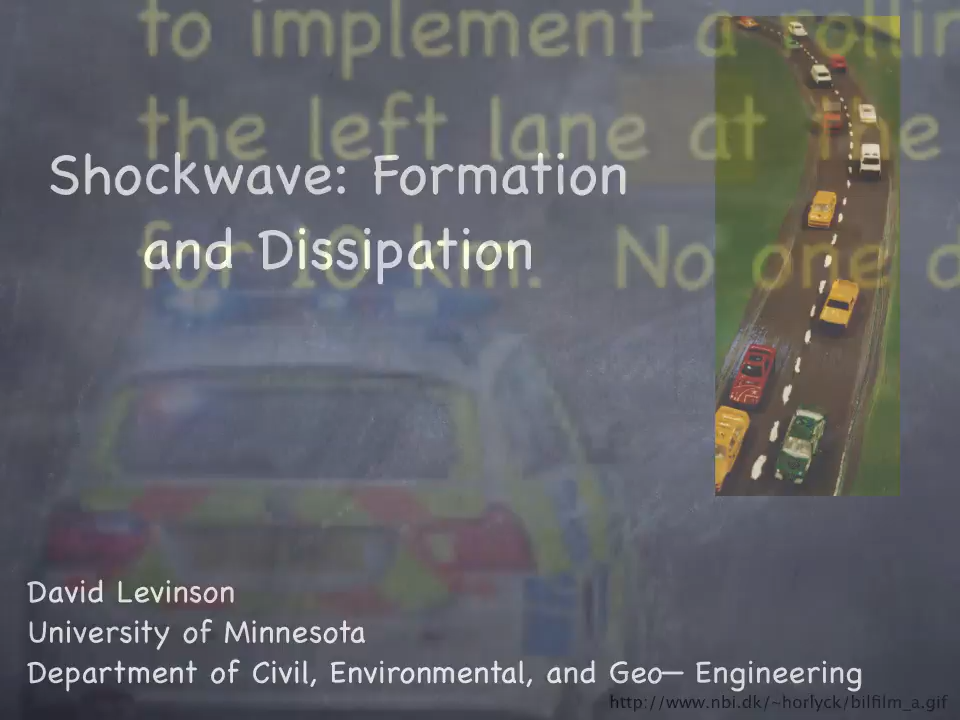 to implement a
the left lane at the
Shockwave: Formation
and Dissipation
for 10 km. No one
David Levinson
University of Minnesota
Department of Civil, Environmental, and Geo— Engineering
http://www.nbi.dk/~horlyck/bilfilm_a.gif